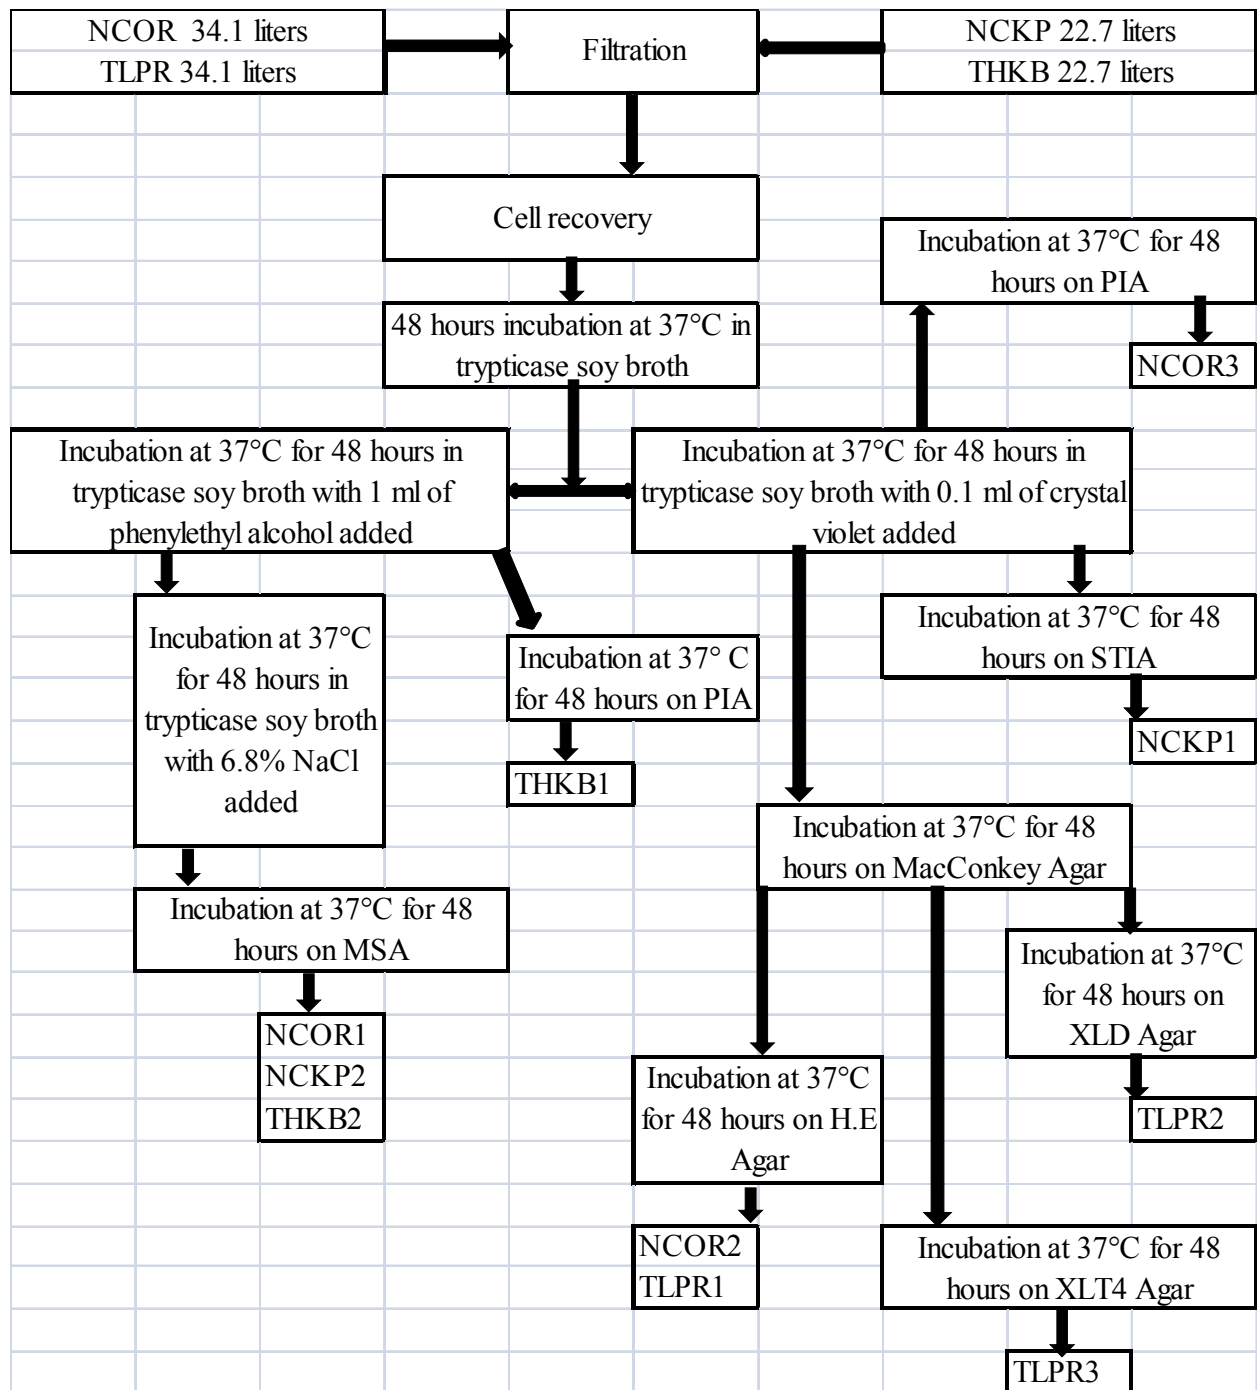 NCOR 34.1 liters
TLPR 34.1 liters
Filtration
NCKP 22.7 liters
THKB 22.7 liters
Cell recovery
Incubation at 37°C for 48
hours on PIA
NCOR3
48 hours incubation at 37°C in
trypticase soy broth
Incubation at 37°C for 48 hours in
trypticase soy broth with 1 ml of
phenylethyl alcohol added
Incubation at 37°C for 48 hours in
trypticase soy broth with 0.1 ml of crystal
violet added
Incubation at 37°C
for 48 hours in
trypticase soy broth
with 6.8% NaCl
added
Incubation at 37° C
for 48 hours on PIA
THKB1
Incubation at 37°C for 48
hours on STIA
NCKP1
Incubation at 37°C for 48
hours on MacConkey Agar
Incubation at 37°C for 48
hours on MSA
NCOR1
NCKP2
THKB2
Incubation at 37°C
for 48 hours on
XLD Agar
TLPR2
Incubation at 37°C
for 48 hours on H.E
Agar
NCOR2
TLPR1
Incubation at 37°C for 48
hours on XLT4 Agar
TLPR3